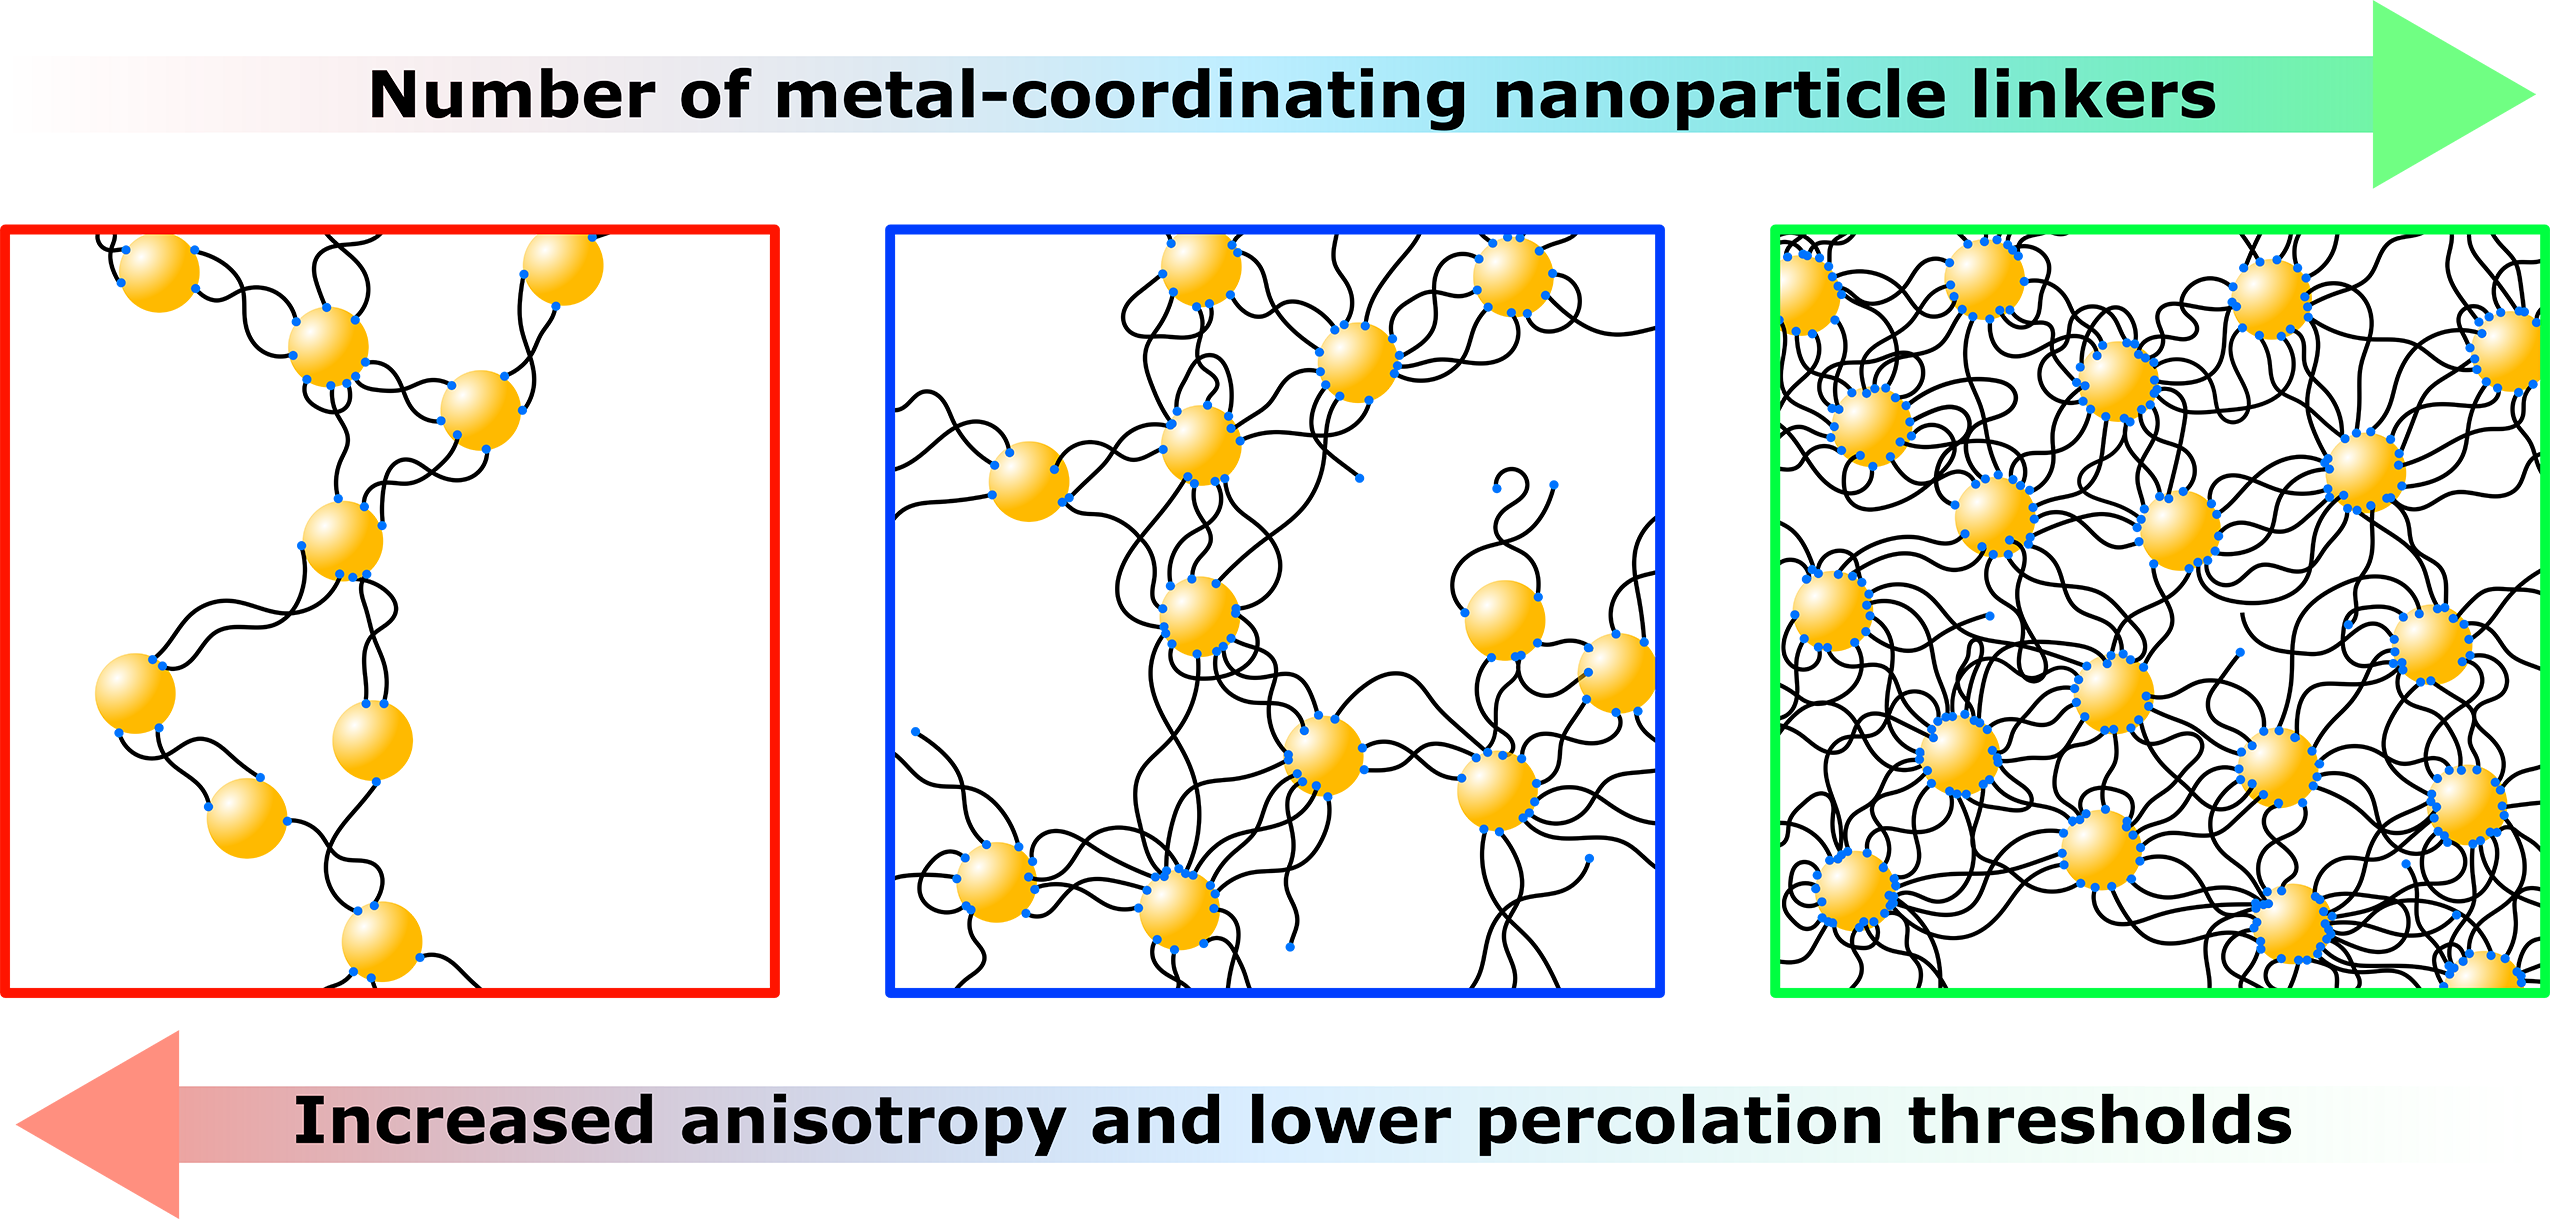 Number of metal-coordinating nanoparticle linkers
Increased anisotropy and lower percolation thresholds